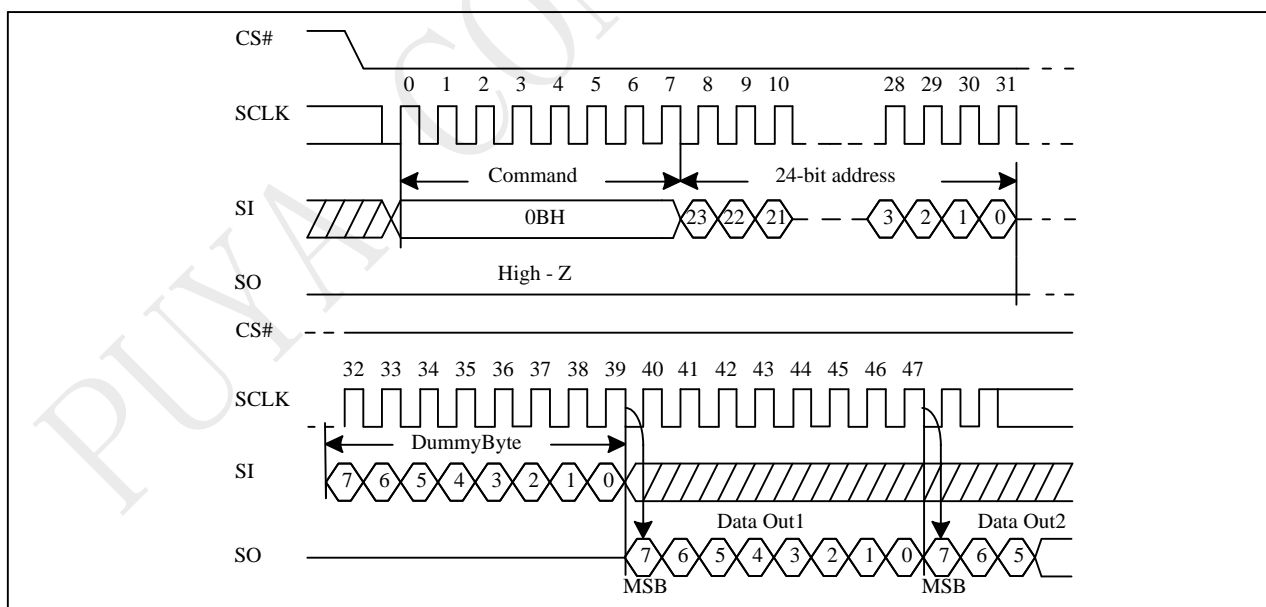 PUYA CON
CS#
0 1 2 3 4 5 6 7 8 9 10 28 29 30 31
SCLK
Command 24-bit address
SI 0BH 23 22 21 3 2 1 0
High - Z
SO
CS#
32 33 34 35 36 37 38 39 40 41 42 43 44 45 46 47
SCLK
DummyByte
SI 7 6 5 4 3 2 1 0
Data Out1 Data Out2
SO 7 6 5 4 3 2 1 0 7 6 5
MSB MSB